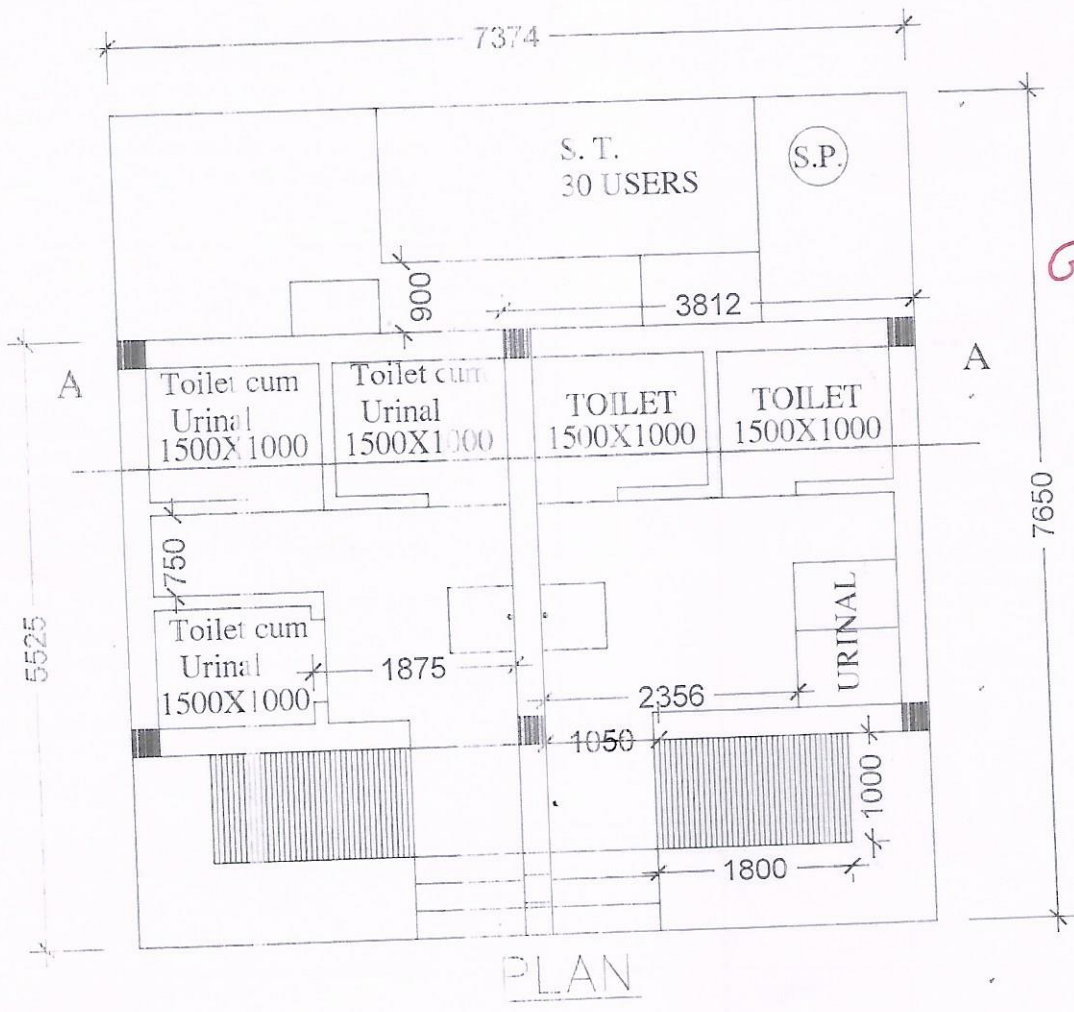 7374
S. T.
30 USERS
S.P.
900
3812
A
Toilet cum
Urinal
1500X1000
Toilet cum
Urinal
1500X1000
TOILET
1500X1000
TOILET
1500X1000
A
7650
750
5525
Toilet cum
Urinal
1500X1000
1875
2356
URINAL
1050
1000
1800
PLAN